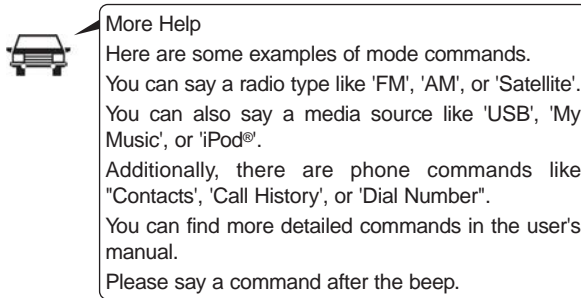 More Help
Here are some examples of mode commands.
You can say a radio type like 'FM', 'AM', or 'Satellite'.
You can also say a media source like 'USB', 'My
Music', or 'iPod®'.
Additionally, there are phone commands like
"Contacts', 'Call History', or 'Dial Number".
You can find more detailed commands in the user's
manual.
Please say a command after the beep.